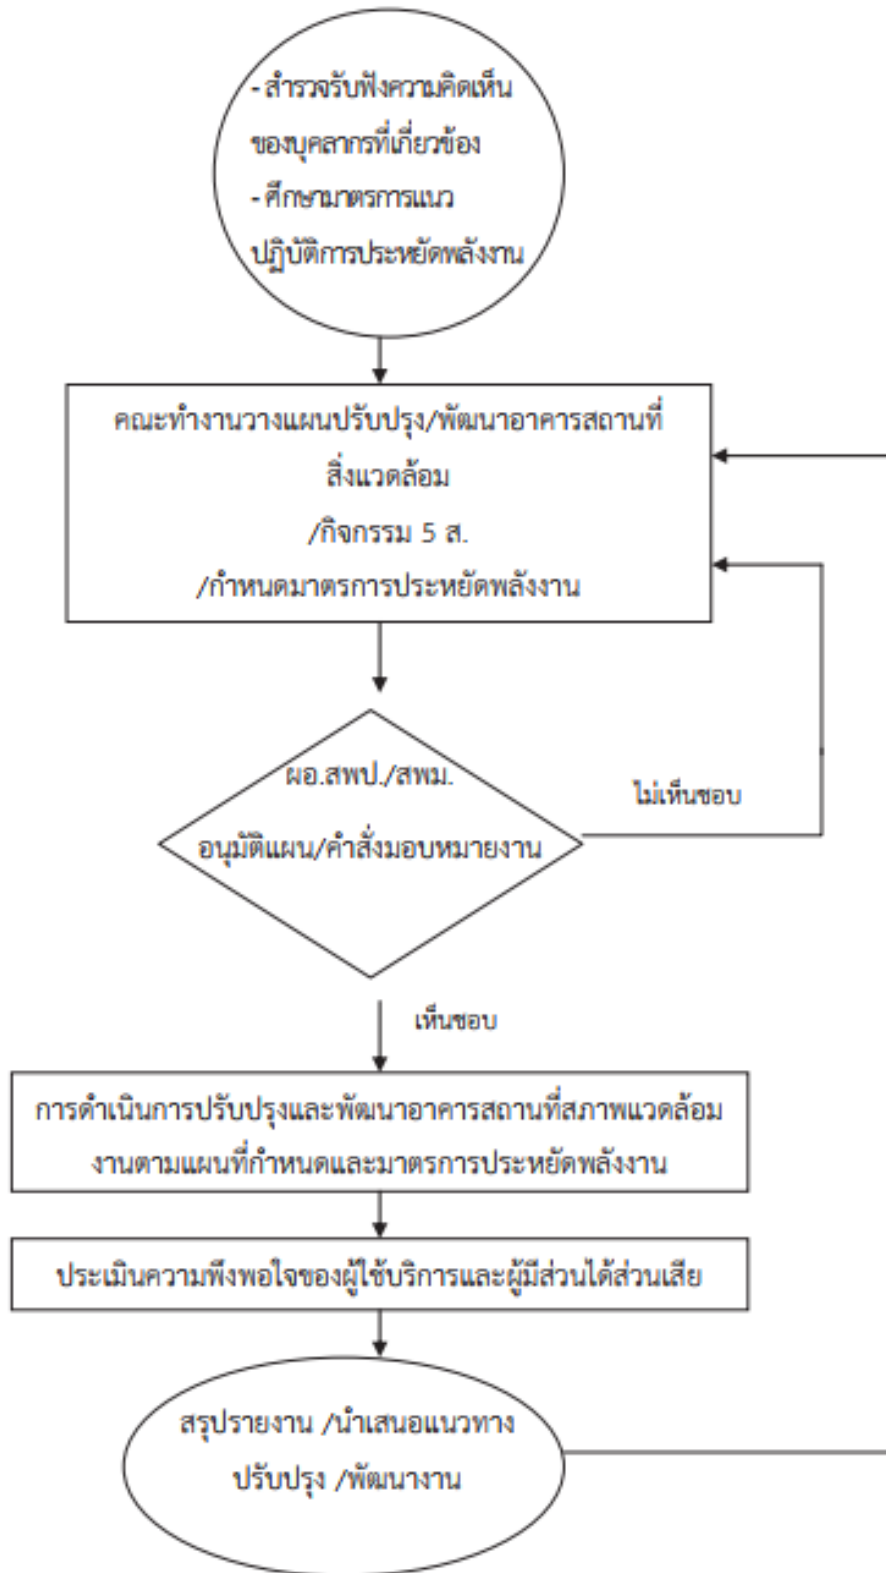 - สำรวจรับฟังความคิดเห็น
ของบุคลากรที่เกี่ยวข้อง
- ศึกษามาตรการแนว
ปฏิบัติการประหยัดพลังงาน
คณะทำงานวางแผนปรับปรุง/พัฒนาอาคารสถานที่
สิ่งแวดล้อม
/กิจกรรม 5 ส.
/กำหนดมาตรการประหยัดพลังงาน
ผอ.สพป./สพม.
อนุมัติแผน/คำสั่งมอบหมายงาน
ไม่เห็นชอบ
เห็นชอบ
การดำเนินการปรับปรุงและพัฒนาอาคารสถานที่สภาพแวดล้อม
งานตามแผนที่กำหนดและมาตรการประหยัดพลังงาน
ประเมินความพึงพอใจของผู้ใช้บริการและผู้มีส่วนได้ส่วนเสีย
สรุปรายงาน /นำเสนอแนวทาง
ปรับปรุง /พัฒนางาน